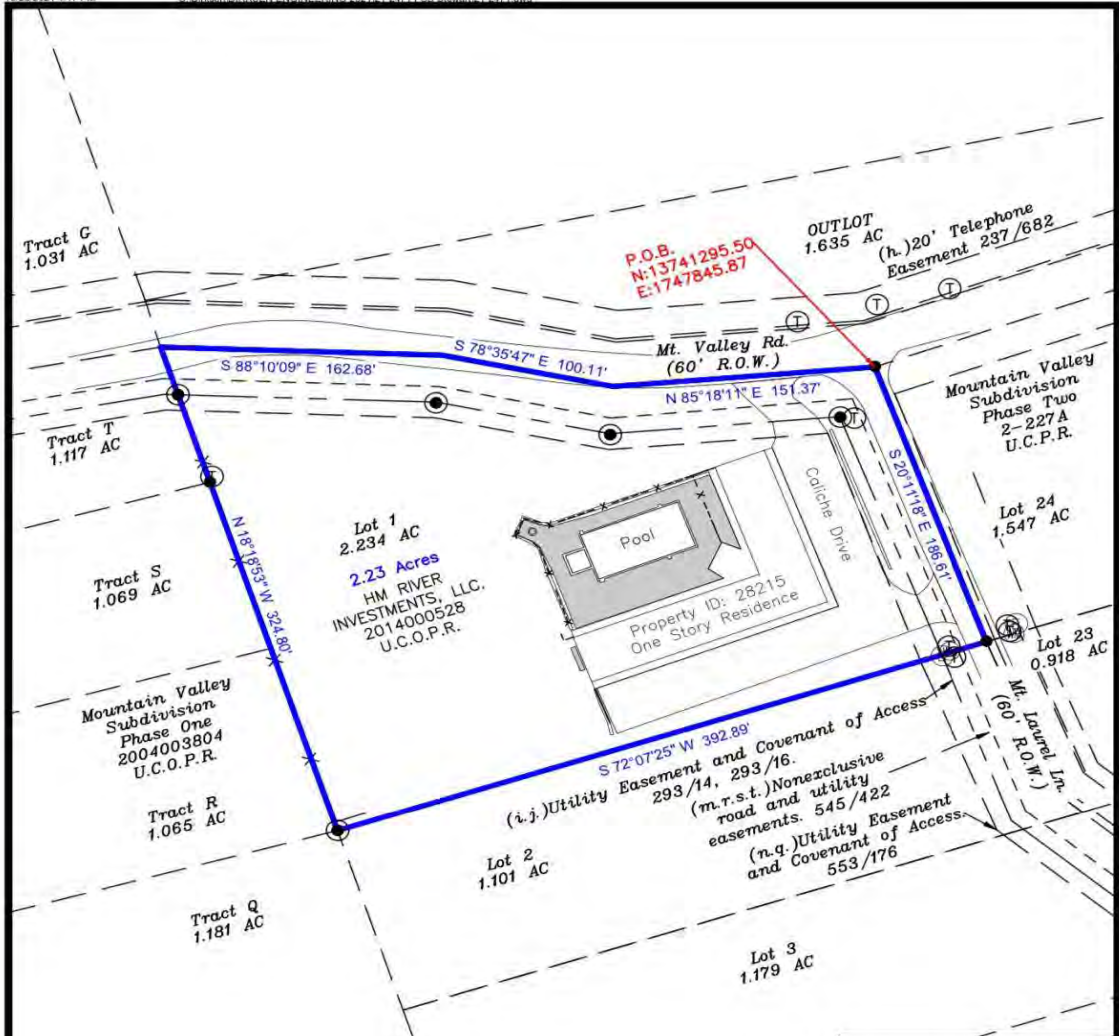 Tract G
1.031 AC
OUTLOT
1.635 AC
(h.)20' Telephone
Easement 237/682
P.O.B.
N:13741295.50
E:1747845.87
T
T
T
S 88°10'09" E 162.68'
S 78°35'47" E 100.11'
Mt. Valley Rd.
(60' R.O.W.)
N 85°18'11" E 151.37'
Mountain Valley
Subdivision
Phase Two
2-227A
U.C.P.R.
Tract T
1.117 AC
T
T
S 20°11'18" E 186.61'
Caliche Drive
Lot 24
1.547 AC
Lot 1
2.234 AC
2.23 Acres
HM RIVER
INVESTMENTS, LLC.
2014000528
U.C.O.P.R.
Pool
N 18°18'53" W 324.80'
Tract S
1.069 AC
Property ID: 28215
One Story Residence
Lot 23
0.918 AC
Mt. Laurel Ln.
(60' R.O.W.)
Mountain Valley
Subdivision
Phase One
2004003804
U.C.O.P.R.
S 72°07'25" W 392.89'
(i.j.)Utility Easement and Covenant of Access
293/14, 293/16.
(m.r.s.t.)Nonexclusive
road and utility
easements. 545/422
(n.q.)Utility Easement
and Covenant of Access.
553/176
Tract R
1.065 AC
Lot 2
1.101 AC
Tract Q
1.181 AC
Lot 3
1.179 AC